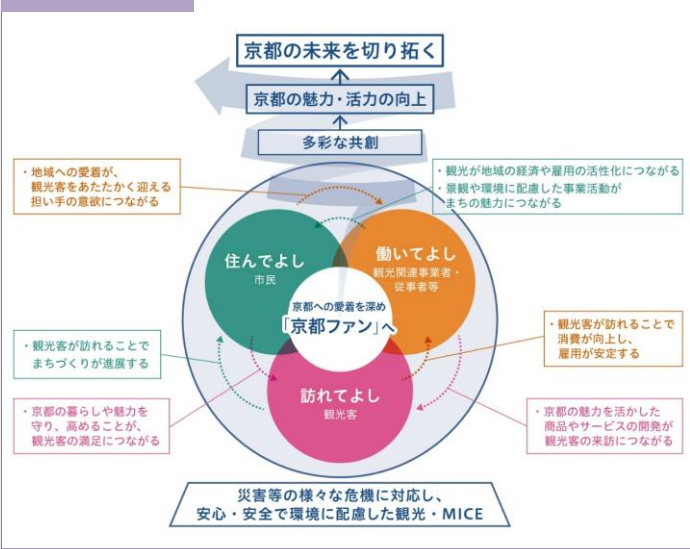 京都の未来を切り拓く
京都の魅力・活力の向上
多彩な共創
・地域への愛着が、
観光客をあたたかく迎える
担い手の意欲につながる
・観光が地域の経済や雇用の活性化につながる
・景観や環境に配慮した事業活動が
まちの魅力につながる
住んでよし
市民
働いてよし
観光関連事業者・
従事者等
京都への愛着を深め
「京都ファン」へ
訪れてよし
観光客
・観光客が訪れることで
まちづくりが進展する
・観光客が訪れることで
消費が向上し、
雇用が安定する
・京都の暮らしや魅力を
守り、高めることが、
観光客の満足につながる
・京都の魅力を活かした
商品やサービスの開発が
観光客の来訪につながる
災害等の様々な危機に対応し、
安心・安全で環境に配慮した観光・MICE